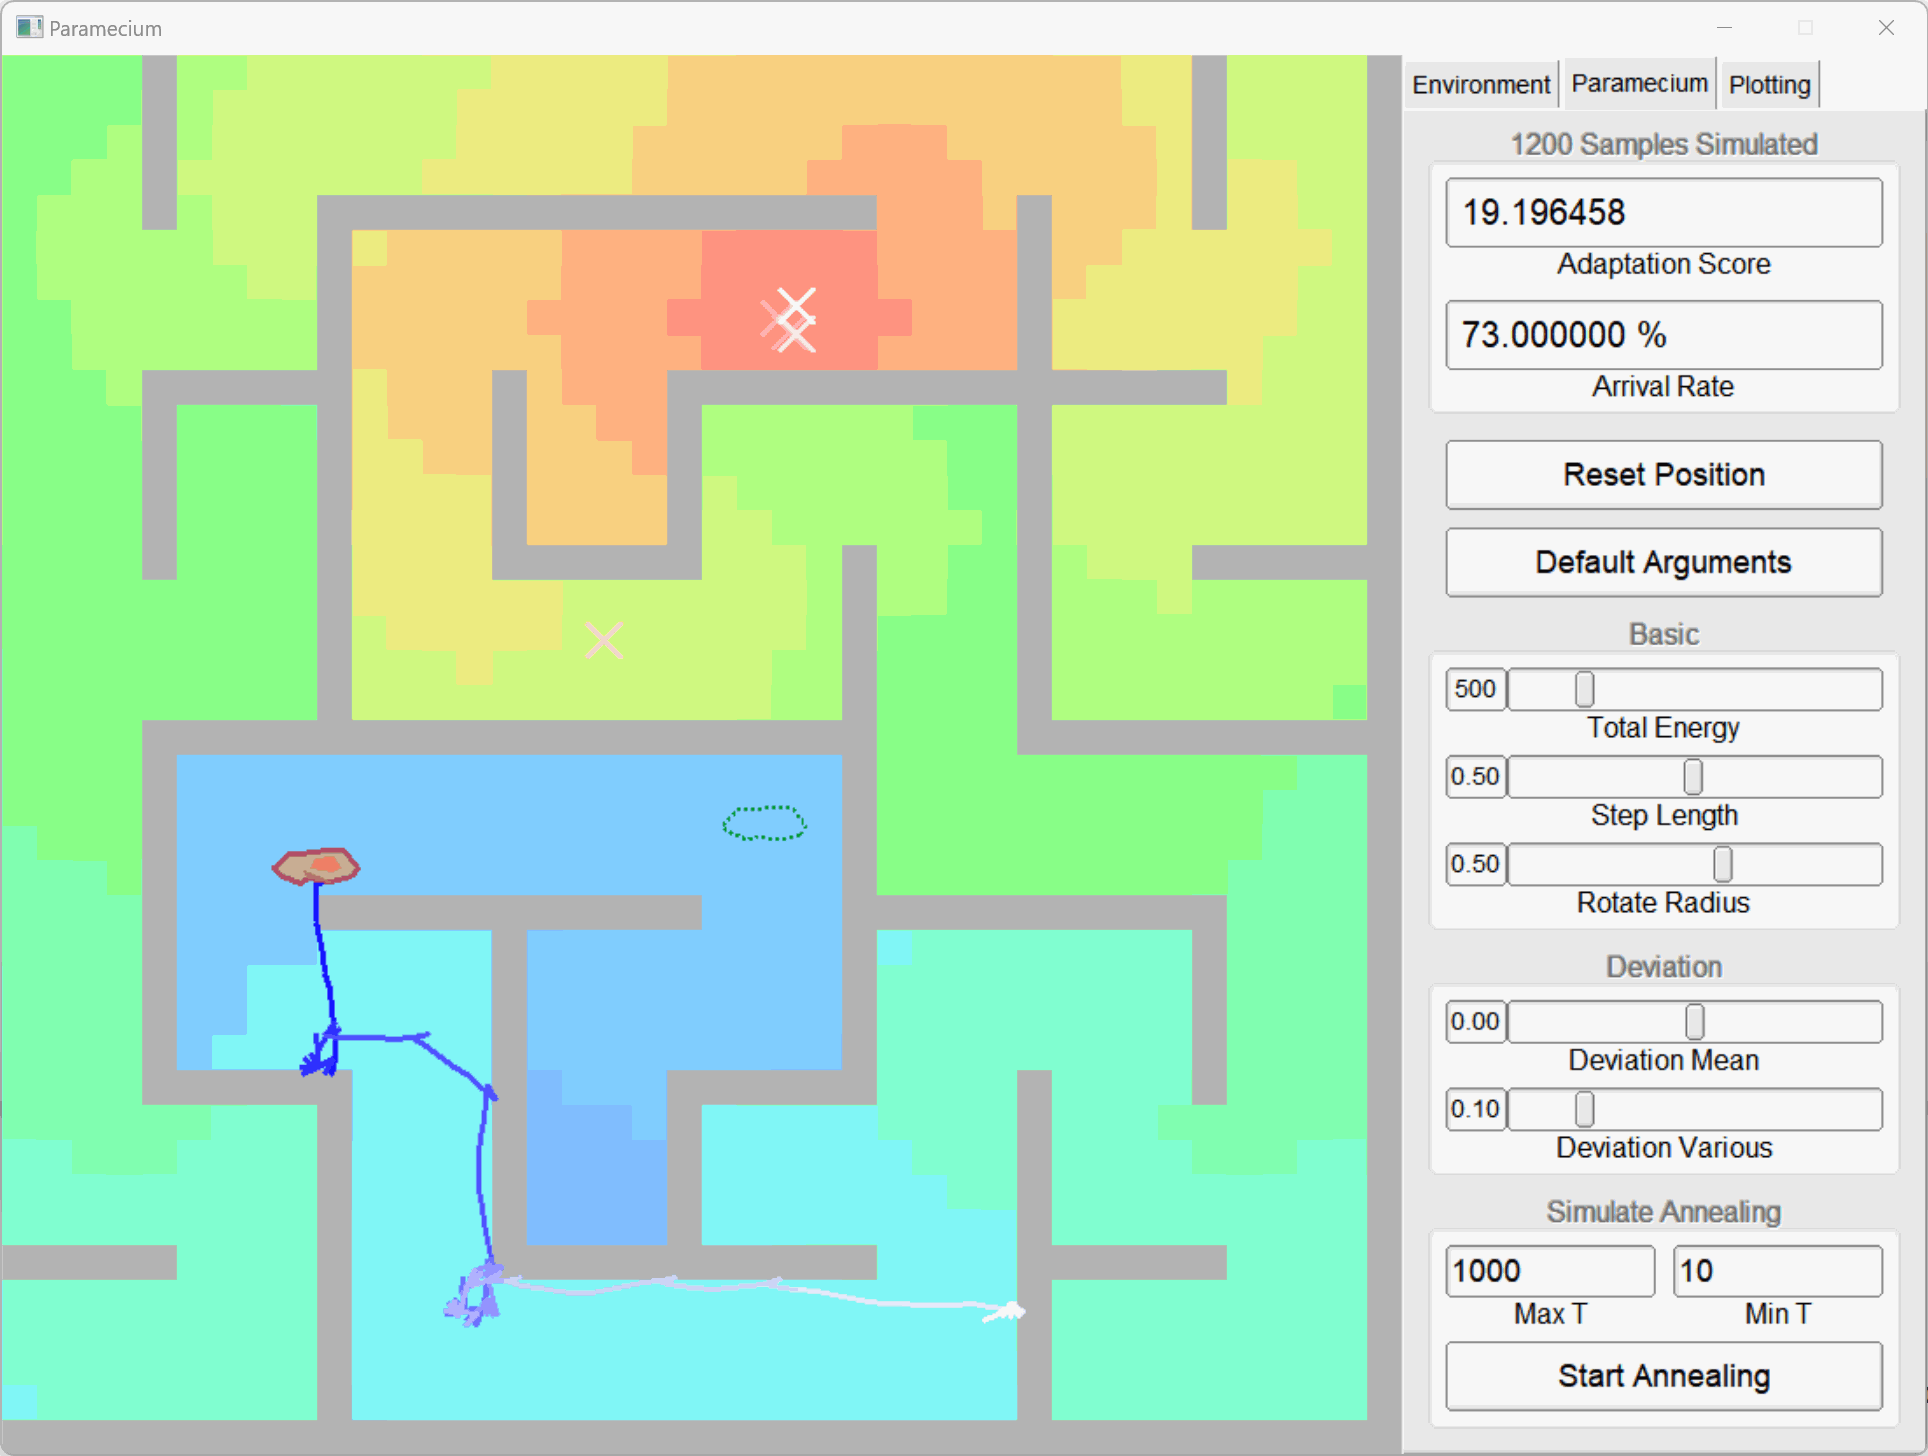 Paramecium
Environment
Paramecium
Plotting
1200 Samples Simulated
19.196458
Adaptation Score
73.000000 %
Arrival Rate
Reset Position
Default Arguments
Basic
500
Total Energy
0.50
Step Length
0.50
Rotate Radius
Deviation
0.00
Deviation Mean
0.10
Deviation Various
Simulate Annealing
1000
10
Max T
Min T
Start Annealing